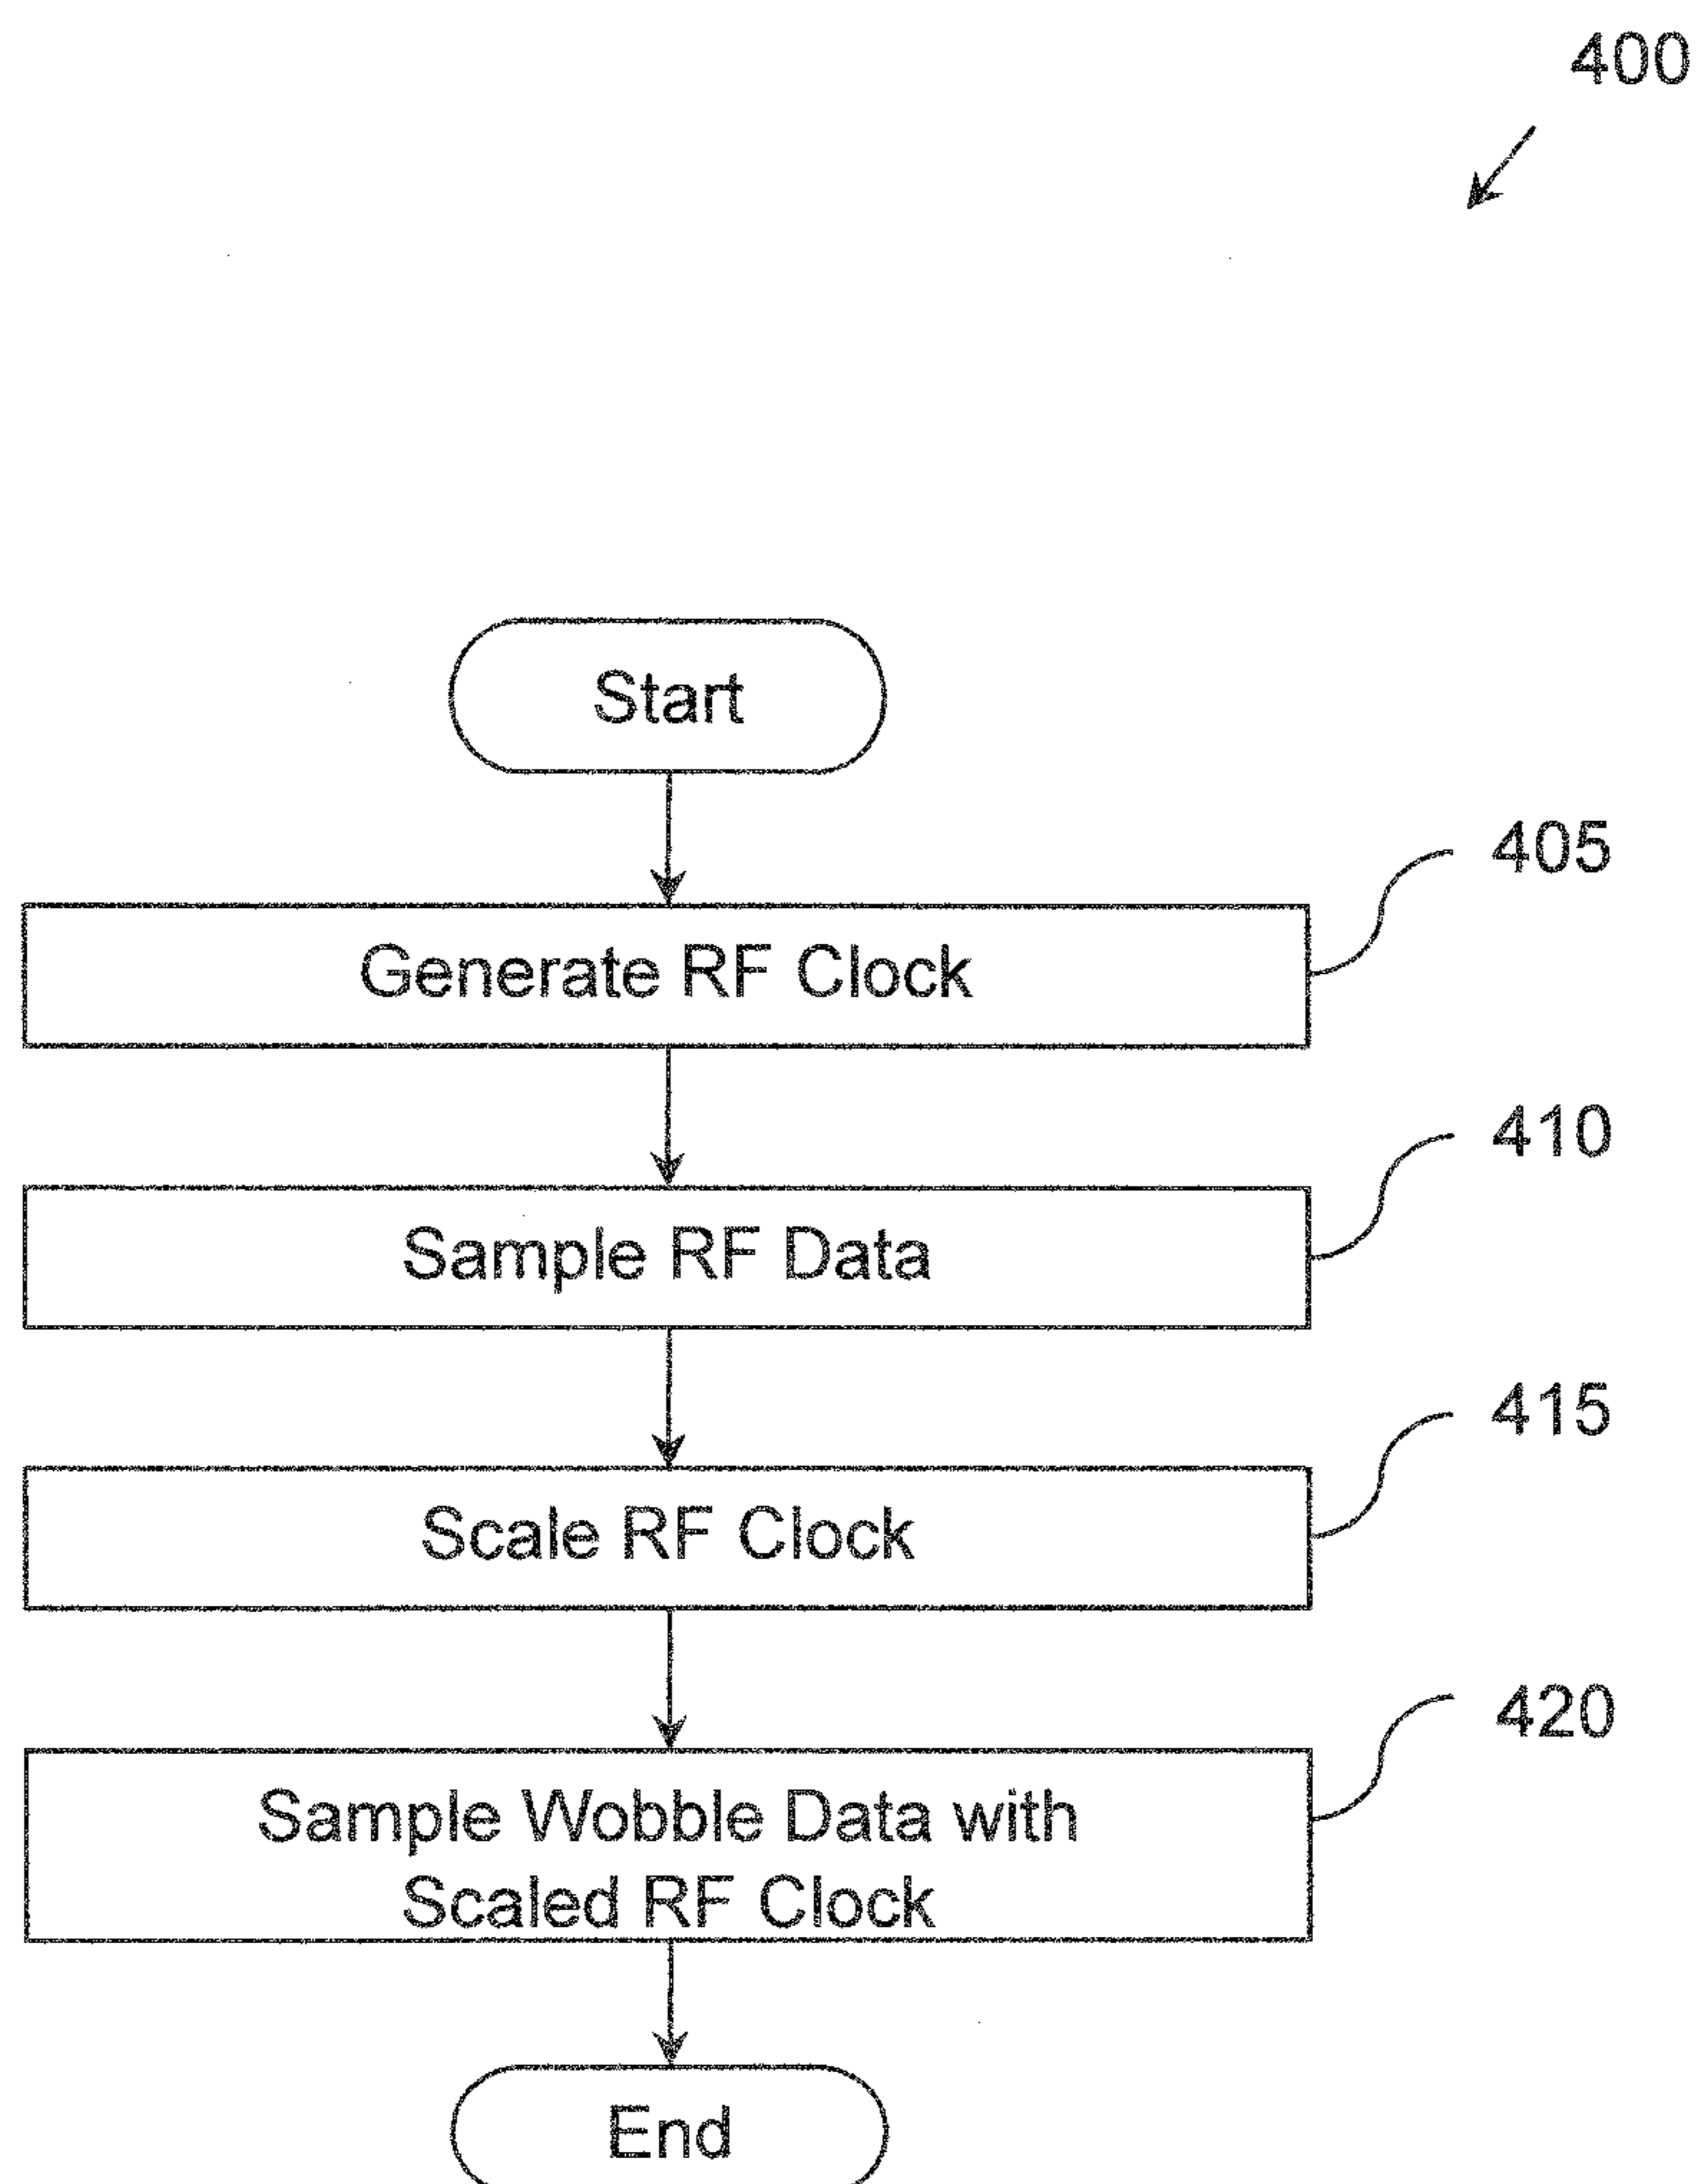 400
Start
405
Generate RF Clock
410
Sample RF Data
415
Scale RF Clock
420
Sample Wobble Data with
Scaled RF Clock
End